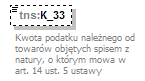 tns:K_33
Kwota podatku należnego od
towarów objętych spisem z
natury, o którym mowa w
art. 14 ust. 5 ustawy